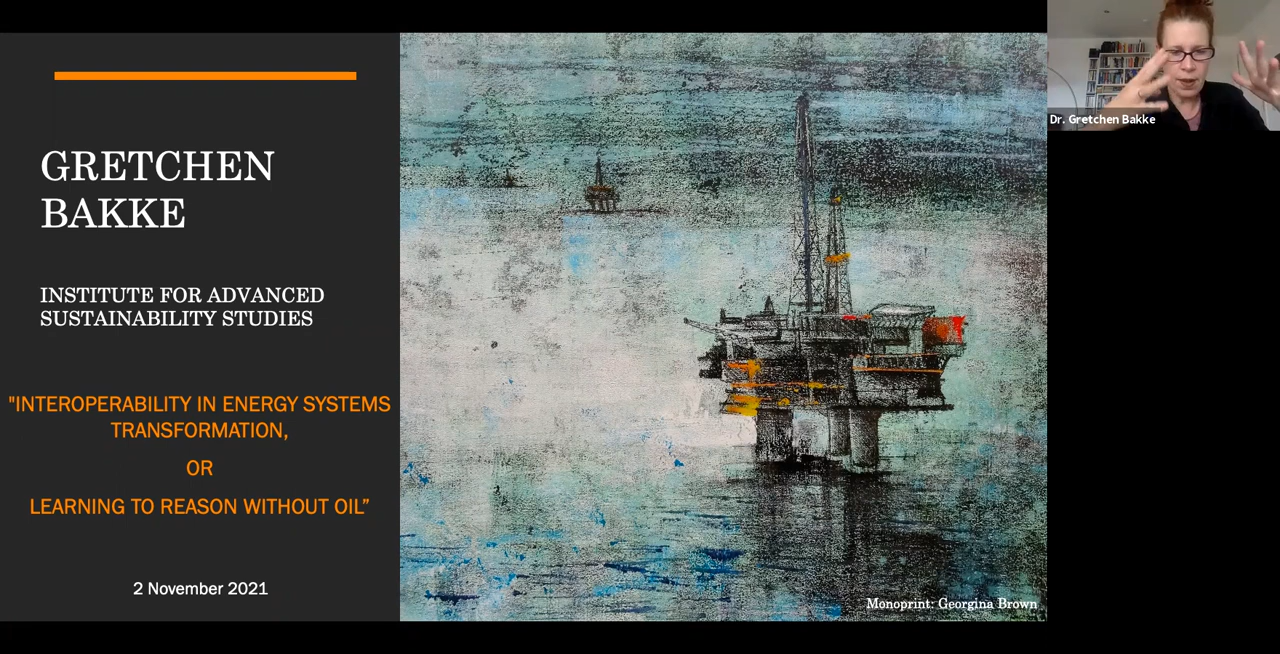 GRETCHEN
BAKKE
INSTITUTE FOR ADVANCED
SUSTAINABILITY STUDIES
"INTEROPERABILITY IN ENERGY SYSTEMS
TRANSFORMATION,
OR
LEARNING TO REASON WITHOUT OIL”
2 November 2021
Monoprint: Georgina Brown
Dr. Gretchen Bakke